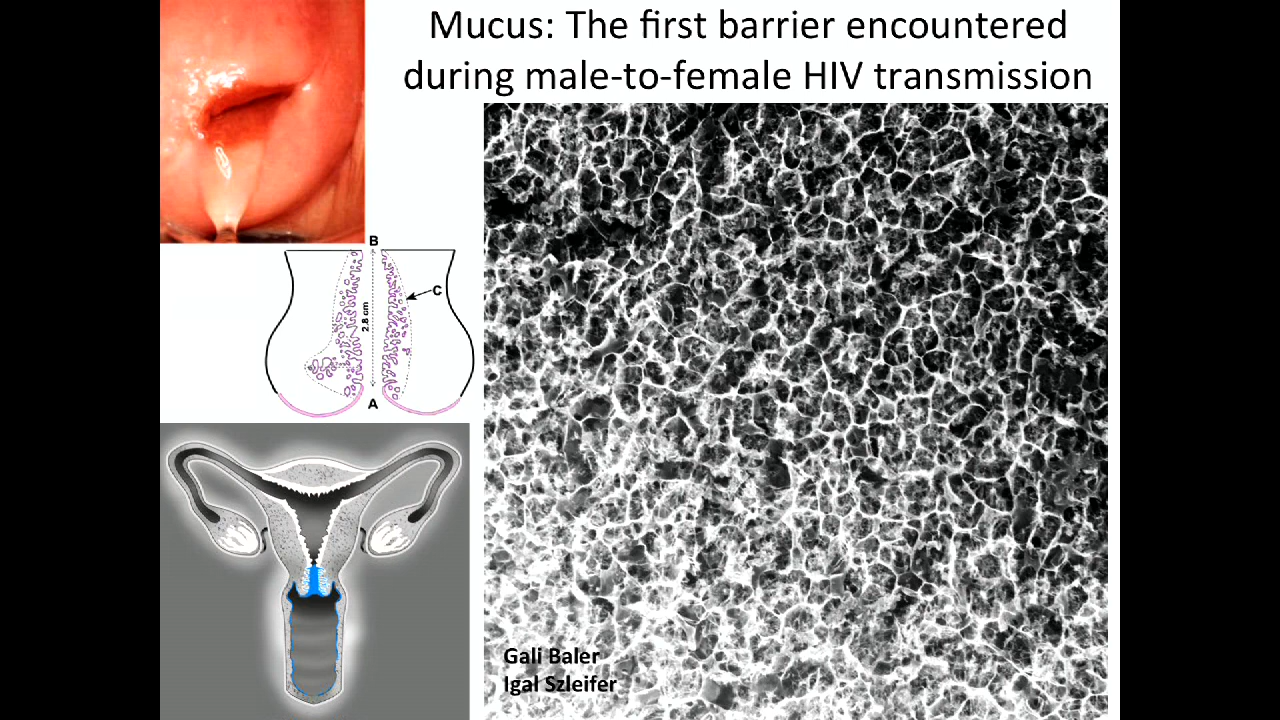 Mucus: The first barrier encountered
during male-to-female HIV transmission
B
C
2.8 cm
A
Gali Baler
Igal Szleifer